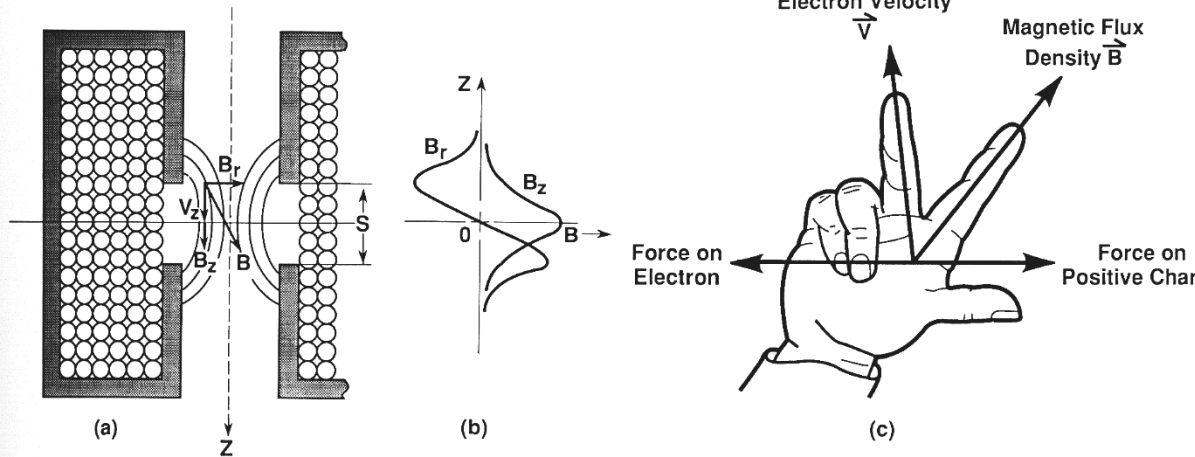 B_r
V_z
B_z
B
S
Z
(a)
Z
B_r
B_z
0
B
(b)
Electron Velocity
V
Magnetic Flux
Density B
Force on
Electron
Force on
Positive Char
(c)